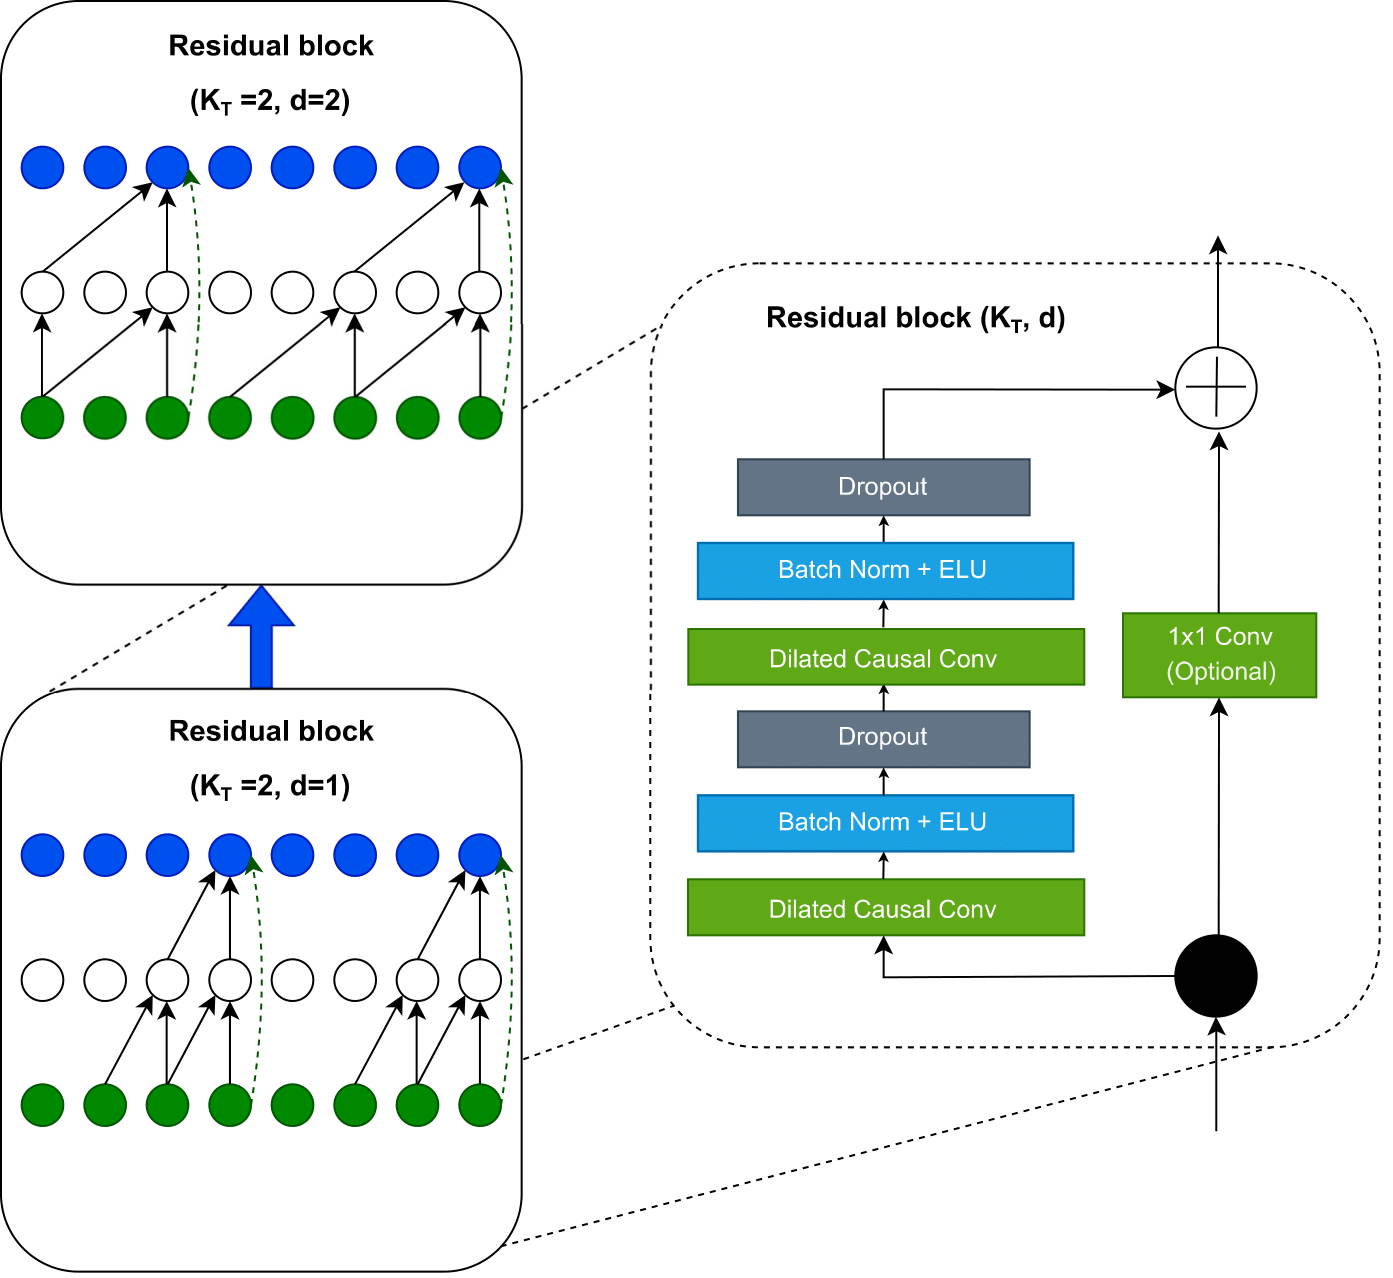 Residual block
(K_T =2, d=2)
Residual block (K_T, d)
Dropout
Batch Norm + ELU
Dilated Causal Conv
1x1 Conv
(Optional)
Dropout
Batch Norm + ELU
Dilated Causal Conv
Residual block
(K_T =2, d=1)